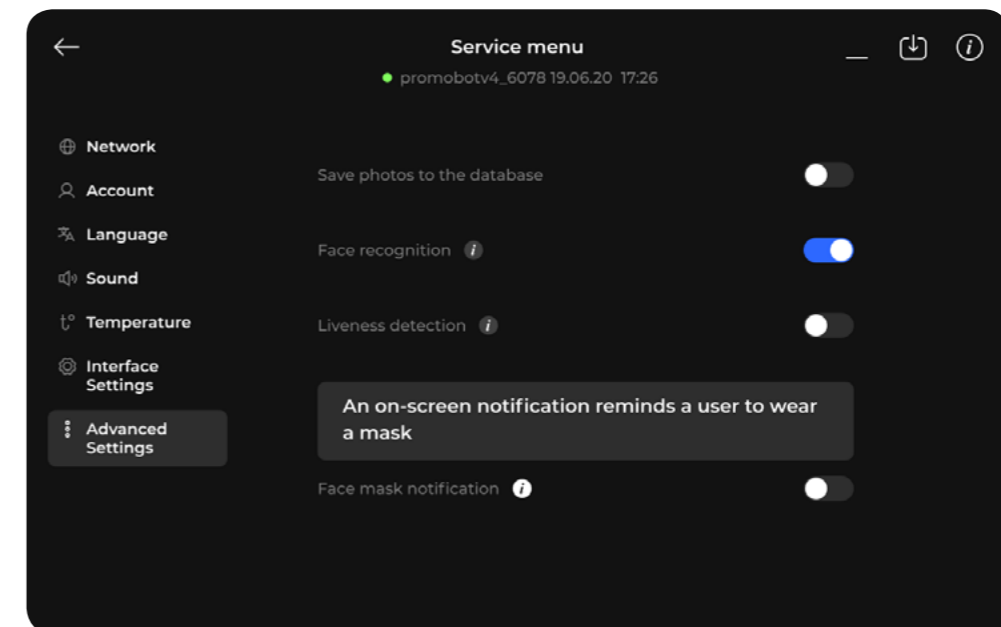 Service menu
promobotv4_6078 19.06.20 17:26
Network
Account
Language
Sound
t° Temperature
Interface
Settings
Advanced
Settings
Save photos to the database
Face recognition i
Liveness detection i
An on-screen notification reminds a user to wear
a mask
Face mask notification i